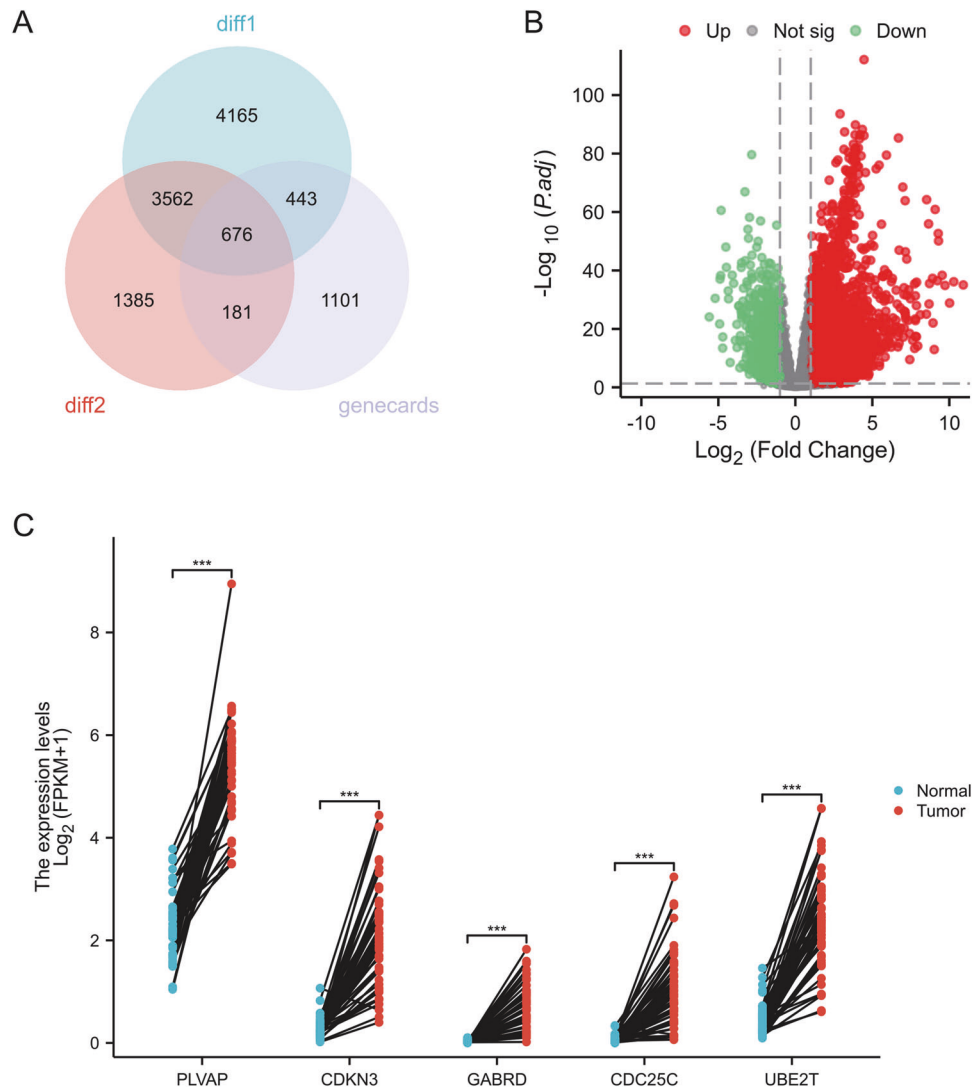 A
diff1
4165
3562
443
676
1385
181
1101
diff2
genecards
B
Up
Not sig
Down
-Log 10 (P.adj)
100
80
60
40
20
0
-10
-5
0
5
10
Log2 (Fold Change)
C
***
***
***
***
***
The expression levels
Log2 (FPKM+1)
8
6
4
2
0
Normal
Tumor
PLVAP
CDKN3
GABRD
CDC25C
UBE2T